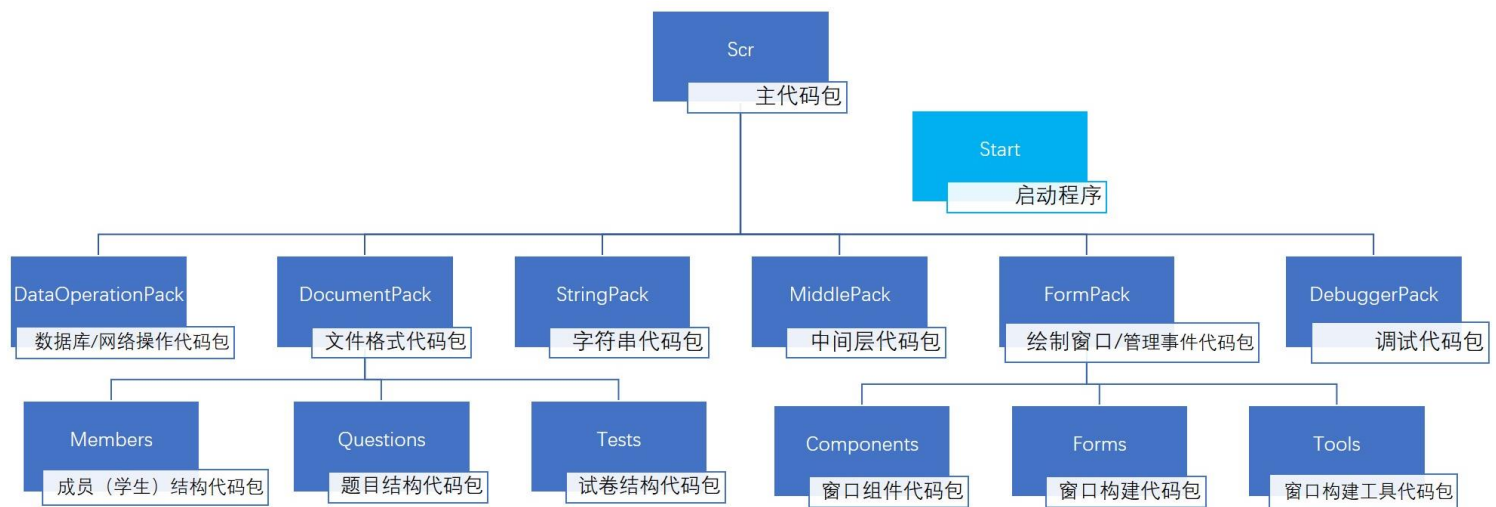 Scr
主代码包
Start
启动程序
DataOperationPack
数据库/网络操作代码包
DocumentPack
文件格式代码包
StringPack
字符串代码包
MiddlePack
中间层代码包
FormPack
绘制窗口/管理事件代码包
DebuggerPack
调试代码包
Members
成员（学生）结构代码包
Questions
题目结构代码包
Tests
试卷结构代码包
Components
窗口组件代码包
Forms
窗口构建代码包
Tools
窗口构建工具代码包